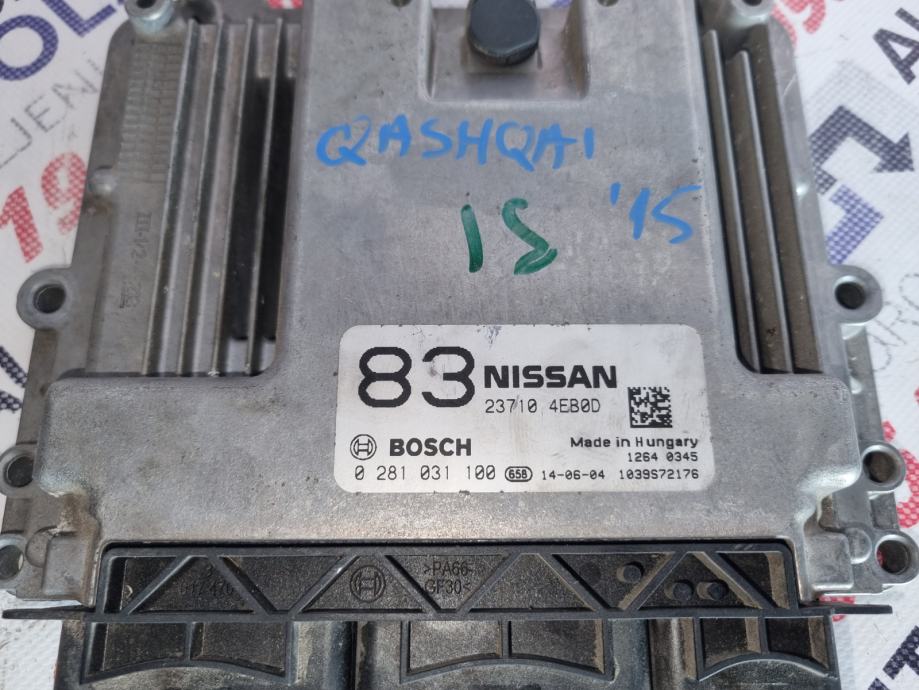 QASHQAI
1S '15
83 NISSAN
23710 4EB0D
BOSCH
Made in Hungary
1264 0345
0 281 031 100 658 14-06-04 1039S72176
>PA66-
GF30<